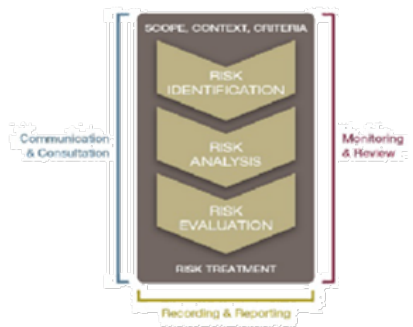 SCOPE, CONTEXT, CRITERIA
RISK
IDENTIFICATION
RISK
ANALYSIS
RISK
EVALUATION
RISK TREATMENT
Communication
& Consultation
Monitoring
& Review
Recording & Reporting